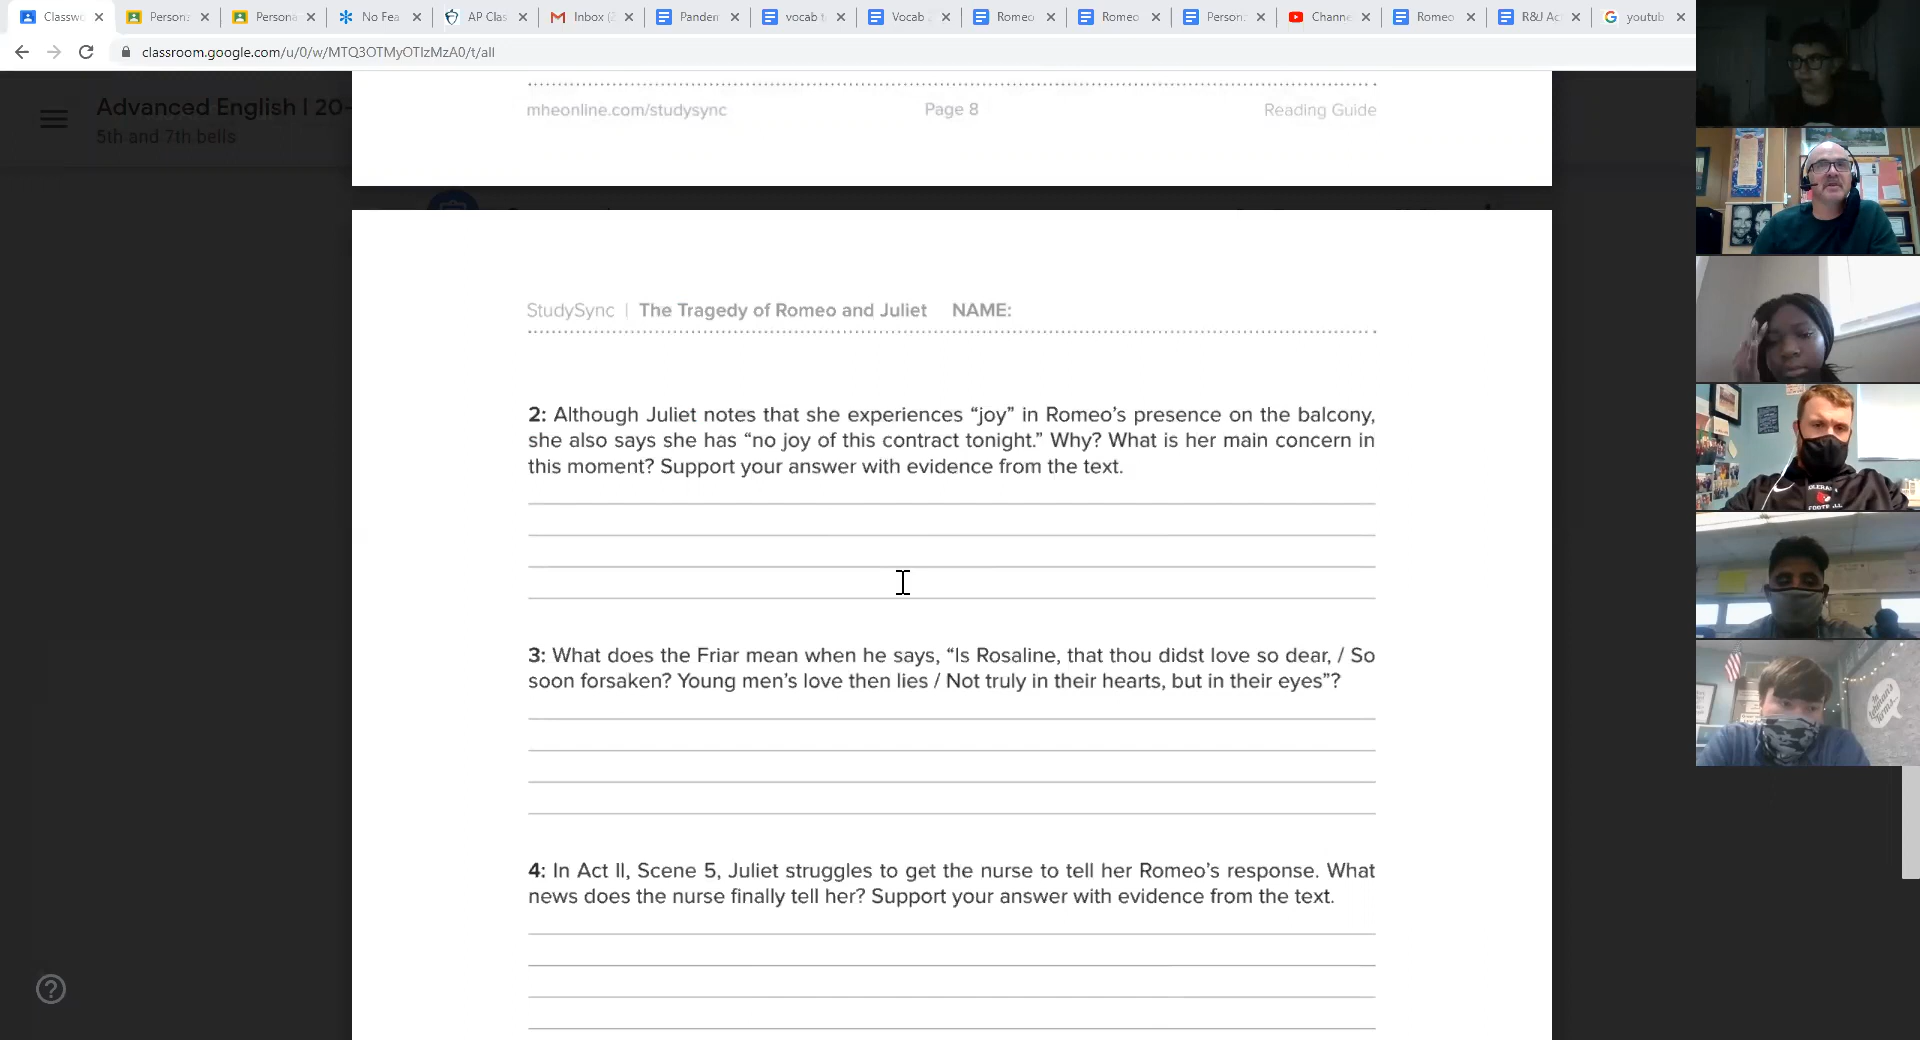 Classwo
Person:
Persona
No Fea
AP Clas
Inbox (2
Pandem
vocab t
Vocab
Romeo
Romeo
Person:
Channe
Romeo
R&J Ac
youtub
classroom.google.com/u/0/w/MTQ3OTMyOTIzMzA0/t/all
Advanced English I 20-
5th and 7th bells
mheonline.com/studysync Page 8 Reading Guide
StudySync | The Tragedy of Romeo and Juliet NAME:
2: Although Juliet notes that she experiences “joy” in Romeo’s presence on the balcony,
she also says she has “no joy of this contract tonight.” Why? What is her main concern in
this moment? Support your answer with evidence from the text.
3: What does the Friar mean when he says, “Is Rosaline, that thou didst love so dear, / So
soon forsaken? Young men’s love then lies / Not truly in their hearts, but in their eyes”?
4: In Act II, Scene 5, Juliet struggles to get the nurse to tell her Romeo’s response. What
news does the nurse finally tell her? Support your answer with evidence from the text.
FOOTBALL
In
Lehman's
Terms...